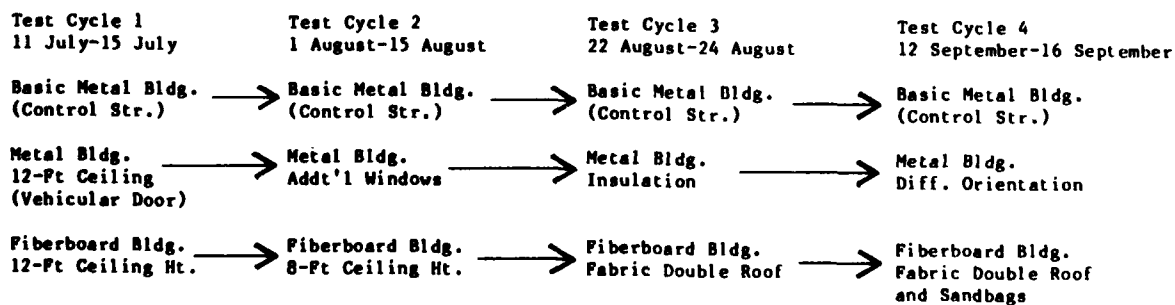 Test Cycle 1
11 July-15 July
Test Cycle 2
1 August-15 August
Test Cycle 3
22 August-24 August
Test Cycle 4
12 September-16 September
Basic Metal Bldg.
(Control Str.)
Basic Metal Bldg.
(Control Str.)
Basic Metal Bldg.
(Control Str.)
Basic Metal Bldg.
(Control Str.)
Metal Bldg.
12-Ft Ceiling
(Vehicular Door)
Metal Bldg.
Addt'l Windows
Metal Bldg.
Insulation
Metal Bldg.
Diff. Orientation
Fiberboard Bldg.
12-Ft Ceiling Ht.
Fiberboard Bldg.
8-Ft Ceiling Ht.
Fiberboard Bldg.
Fabric Double Roof
Fiberboard Bldg.
Fabric Double Roof
and Sandbags